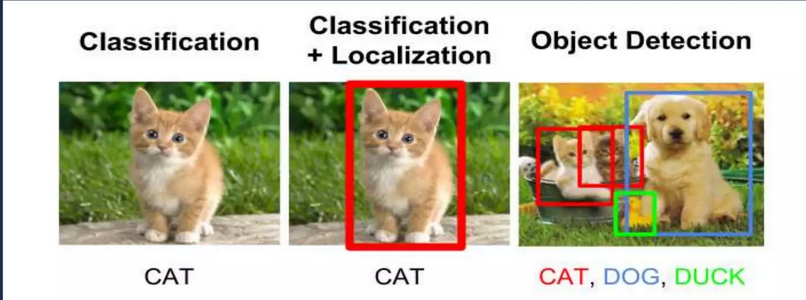 Classification
Classification
+ Localization
Object Detection
CAT
CAT
CAT, DOG, DUCK